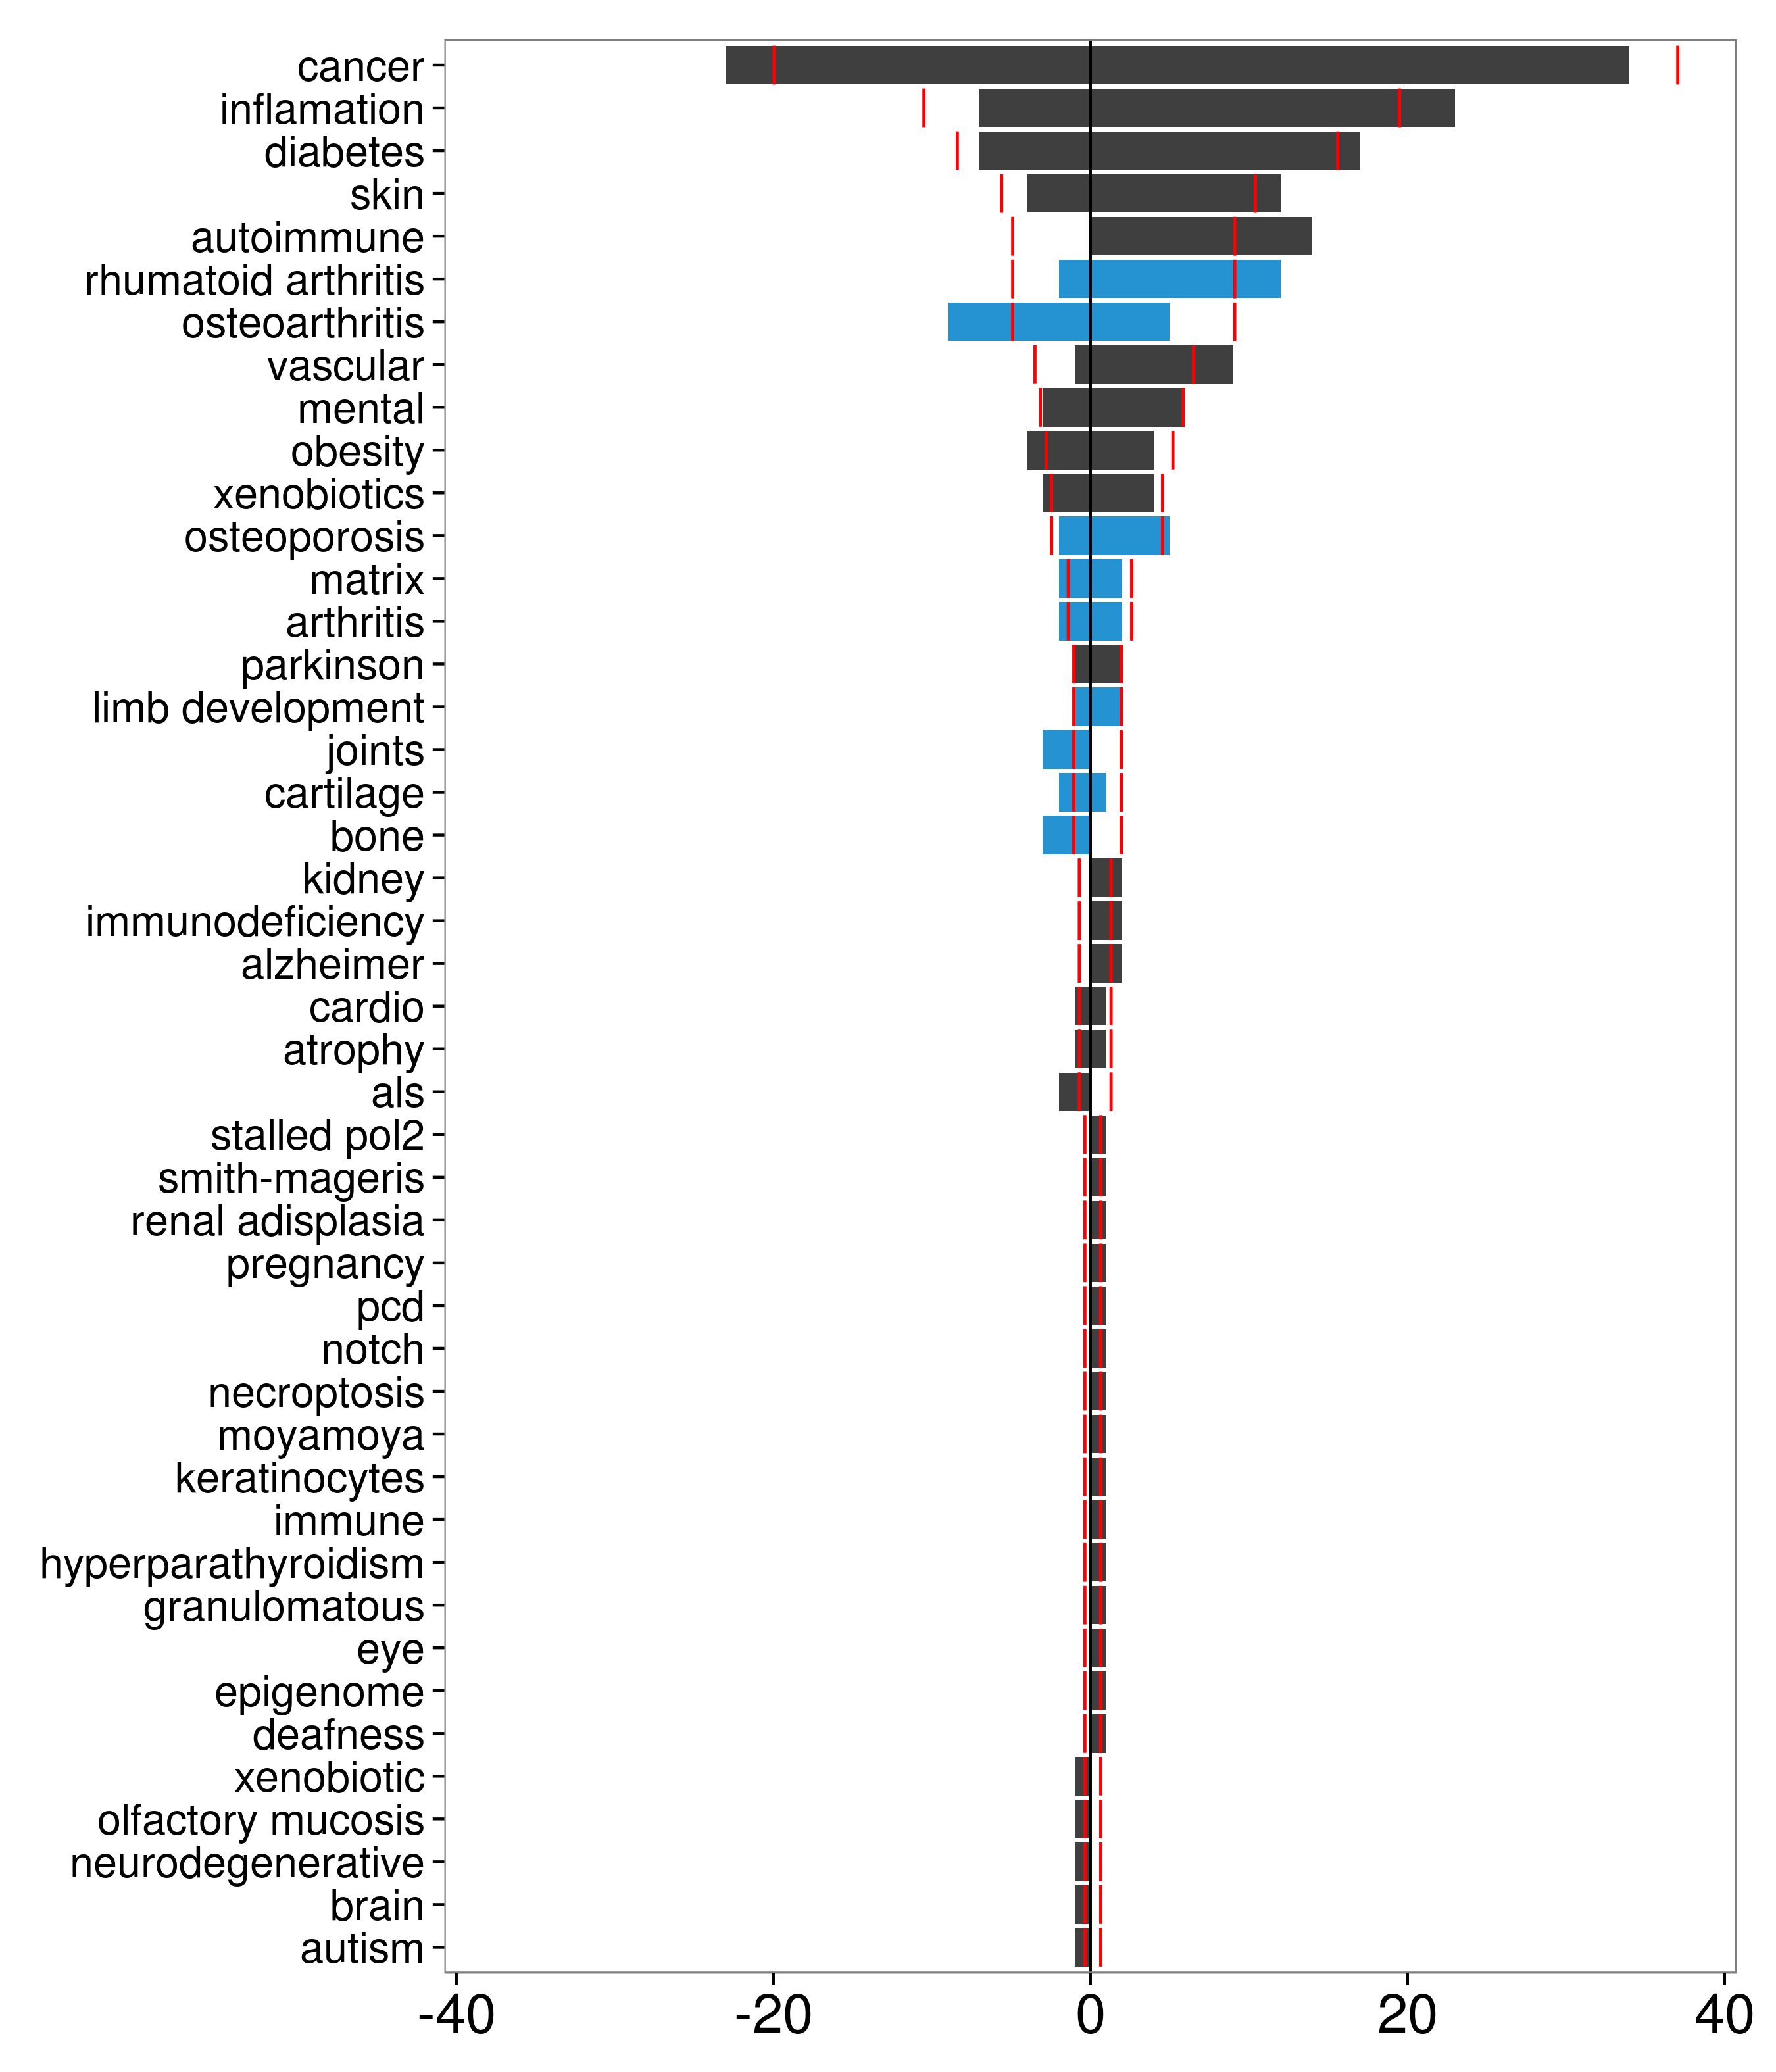 cancer
inflamation
diabetes
skin
autoimmune
rhumatoid arthritis
osteoarthritis
vascular
mental
obesity
xenobiotics
osteoporosis
matrix
arthritis
parkinson
limb development
joints
cartilage
bone
kidney
immunodeficiency
alzheimer
cardio
atrophy
als
stalled pol2
smith-mageris
renal adisplasia
pregnancy
pcd
notch
necroptosis
moyamoya
keratinocytes
immune
hyperparathyroidism
granulomatous
eye
epigenome
deafness
xenobiotic
olfactory mucosis
neurodegenerative
brain
autism
-40 -20 0 20 40